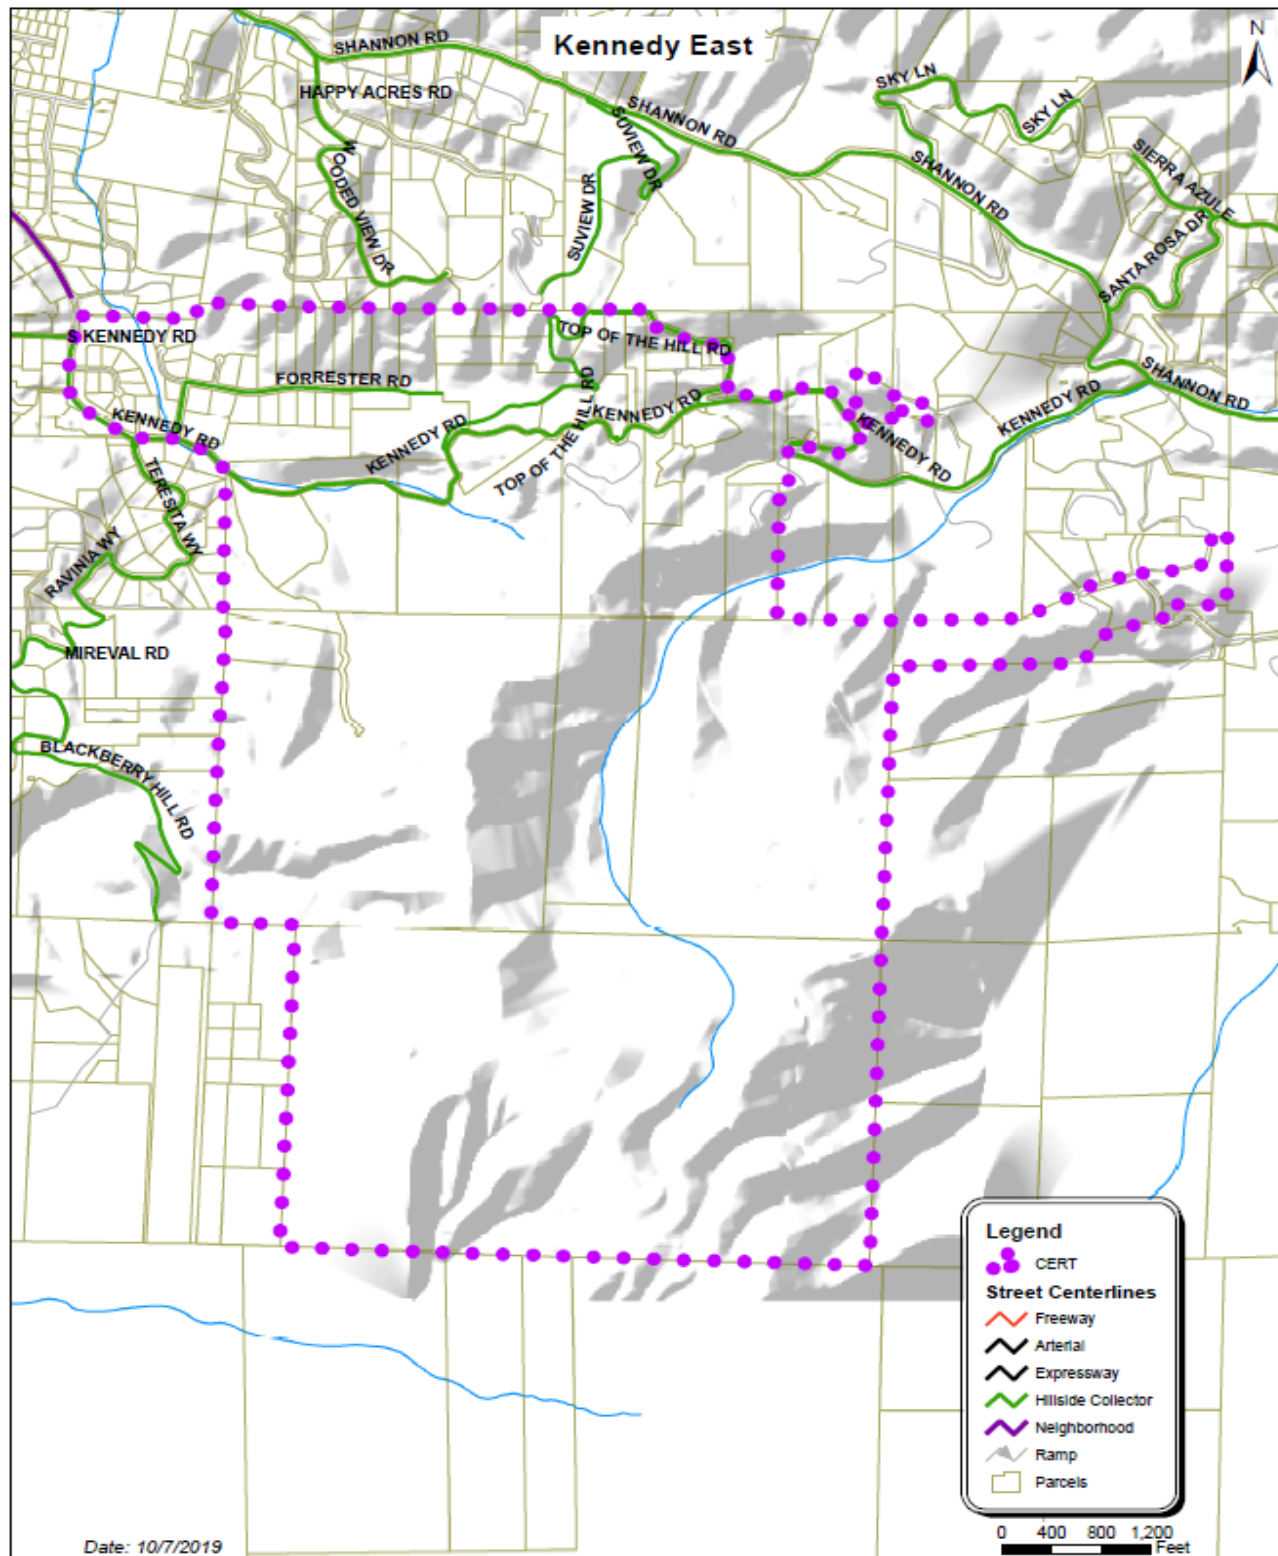 Kennedy East
N
SHANNON RD
HAPPY ACRES RD
SHANNON RD
SUVIEW DR
SKY LN
SKY LN
SHANNON RD
SIERRA AZULE
SANTA ROSA DR
WOODED VIEW DR
SUVIEW DR
S KENNEDY RD
TOP OF THE HILL RD
FORRESTER RD
SHANNON RD
KENNEDY RD
KENNEDY RD
KENNEDY RD
TOP OF THE HILL RD
KENNEDY RD
KENNEDY RD
TERESITA WY
RAVINIA WY
MIREVAL RD
BLACKBERRY HILL RD
Legend
CERT
Street Centerlines
Freeway
Arterial
Expressway
Hillside Collector
Neighborhood
Ramp
Parcels
0 400 800 1,200
Feet
Date: 10/7/2019